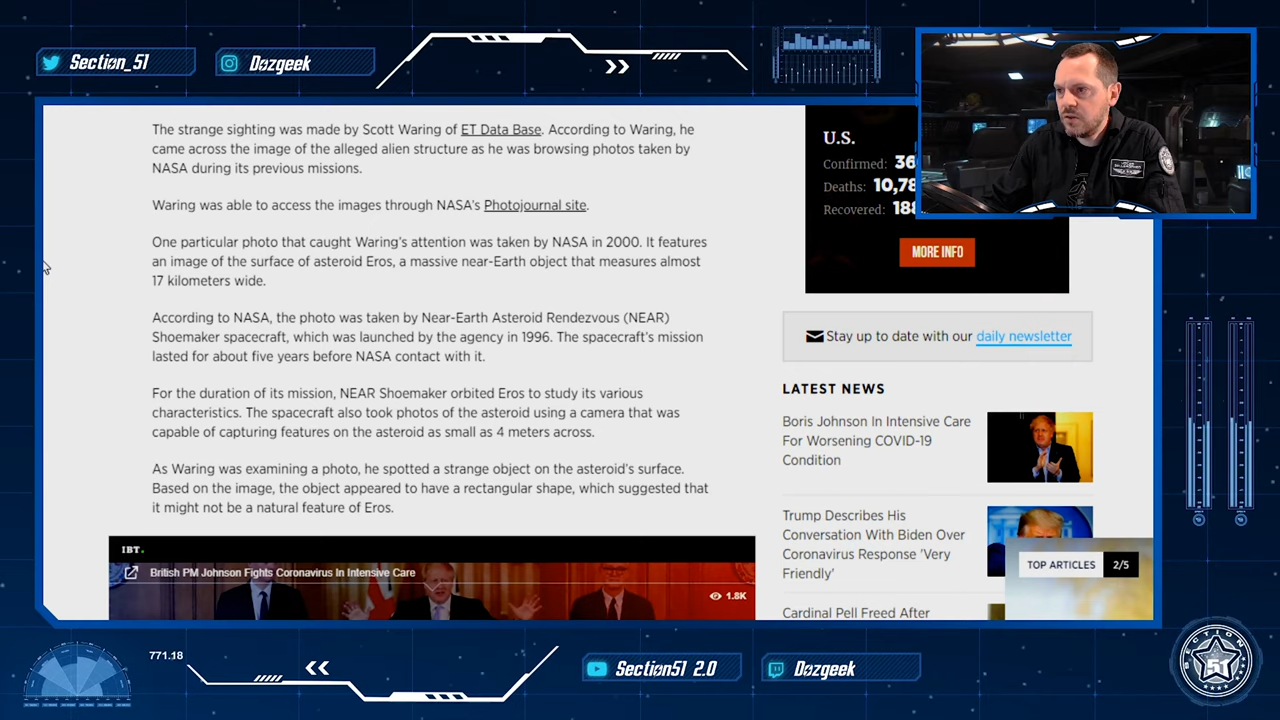 Section_51
Dazgeek
The strange sighting was made by Scott Waring of ET Data Base. According to Waring, he
came across the image of the alleged alien structure as he was browsing photos taken by
NASA during its previous missions.
Waring was able to access the images through NASA's Photojournal site.
One particular photo that caught Waring's attention was taken by NASA in 2000. It features
an image of the surface of asteroid Eros, a massive near-Earth object that measures almost
17 kilometers wide.
According to NASA, the photo was taken by Near-Earth Asteroid Rendezvous (NEAR)
Shoemaker spacecraft, which was launched by the agency in 1996. The spacecraft's mission
lasted for about five years before NASA contact with it.
For the duration of its mission, NEAR Shoemaker orbited Eros to study its various
characteristics. The spacecraft also took photos of the asteroid using a camera that was
capable of capturing features on the asteroid as small as 4 meters across.
As Waring was examining a photo, he spotted a strange object on the asteroid's surface.
Based on the image, the object appeared to have a rectangular shape, which suggested that
it might not be a natural feature of Eros.
IBT.
British PM Johnson Fights Coronavirus In Intensive Care
1.8K
U.S.
Confirmed: 36
Deaths: 10,78
Recovered: 188
MORE INFO
Stay up to date with our daily newsletter
LATEST NEWS
Boris Johnson In Intensive Care
For Worsening COVID-19
Condition
Trump Describes His
Conversation With Biden Over
Coronavirus Response 'Very
Friendly'
TOP ARTICLES 2/5
Cardinal Pell Freed After
771.18
Section51 2.0
Dazgeek
SECTION
51